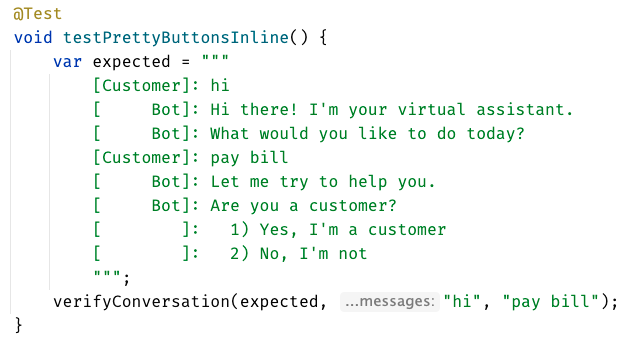 @Test
void testPrettyButtonsInline() {
    var expected = """
        [Customer]: hi
        [     Bot]: Hi there! I'm your virtual assistant.
        [     Bot]: What would you like to do today?
        [Customer]: pay bill
        [     Bot]: Let me try to help you.
        [     Bot]: Are you a customer?
        [        ]:   1) Yes, I'm a customer
        [        ]:   2) No, I'm not
        """;
    verifyConversation(expected, ...messages: "hi", "pay bill");
}